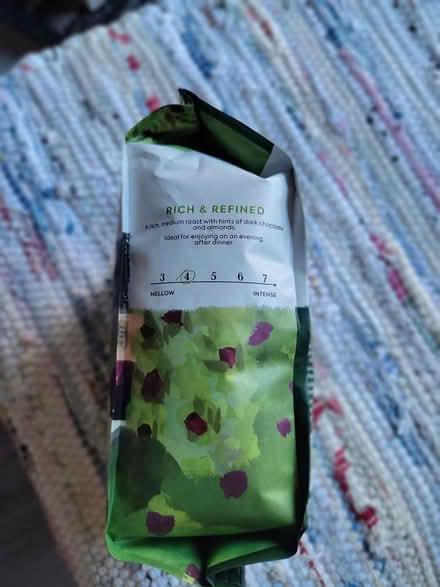 RICH & REFINED
A rich, medium roast with hints of dark chocolate
and almonds.
Ideal for enjoying on an evening,
after dinner.
3 4 5 6 7
MELLOW INTENSE